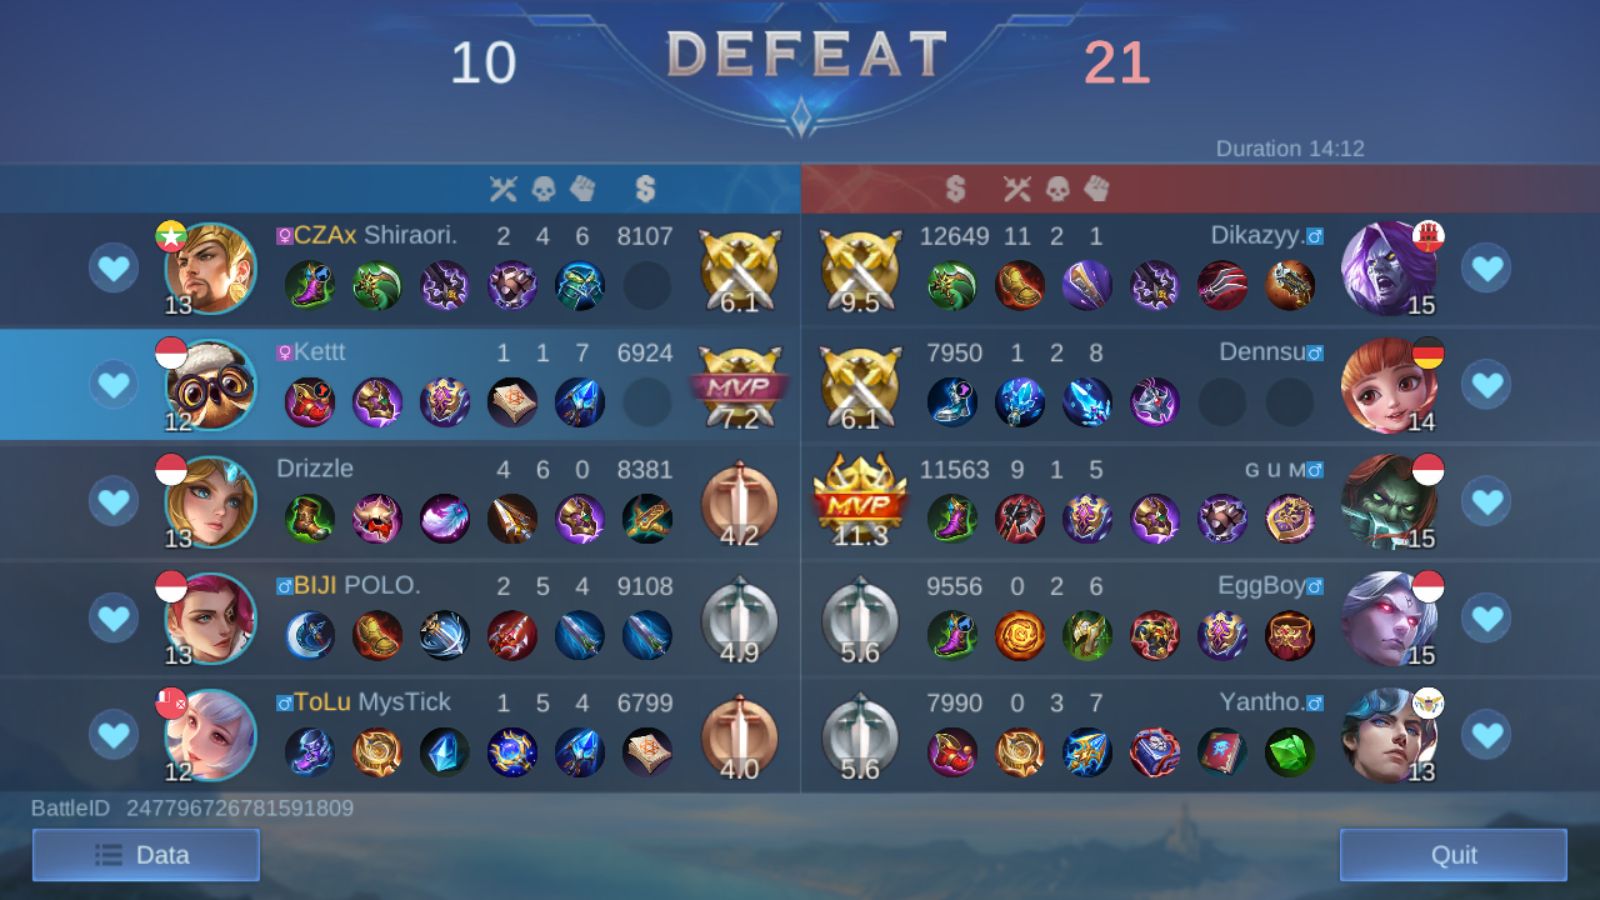 10 DEFEAT 21
Duration 14:12
CZAx Shiraori. 2 4 6 8107
13 6.1
12649 11 2 1 Dikazyy.
9.5 15
Kettt 1 1 7 6924
MVP
12 7.2
7950 1 2 8 Dennsu
6.1 14
Drizzle 4 6 0 8381
13 4.2
11563 9 1 5 G U M
MVP
11.3 15
BIJI POLO. 2 5 4 9108
13 4.9
9556 0 2 6 EggBoy
5.6 15
ToLu MysTick 1 5 4 6799
12 4.0
7990 0 3 7 Yantho.
5.6 13
BattleID 247796726781591809
Data
Quit